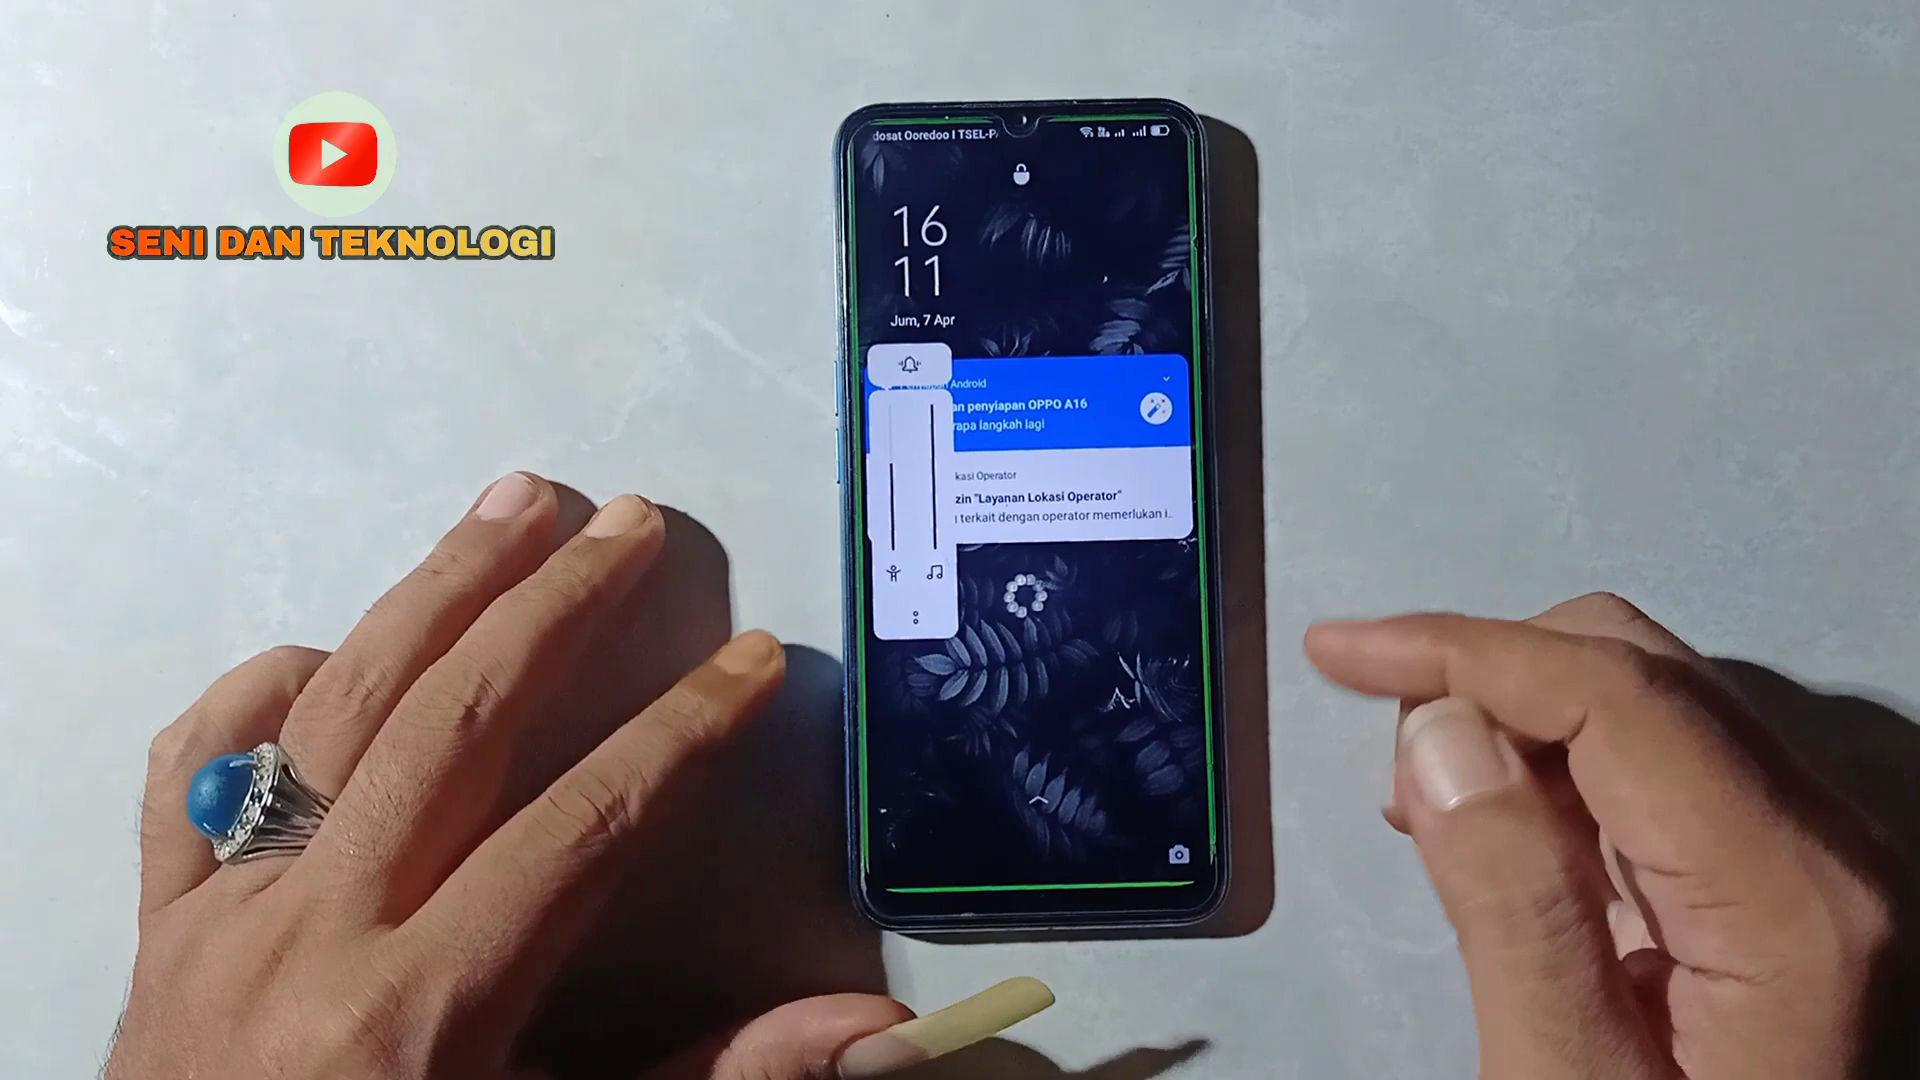 SENI DAN TEKNOLOGI
dosat Ooredoo | TSEL-P
16
11
Jum, 7 Apr
Android
an penyiapan OPPO A16
rapa langkah lagi
kasi Operator
zin "Layanan Lokasi Operator"
terkait dengan operator memerlukan i...